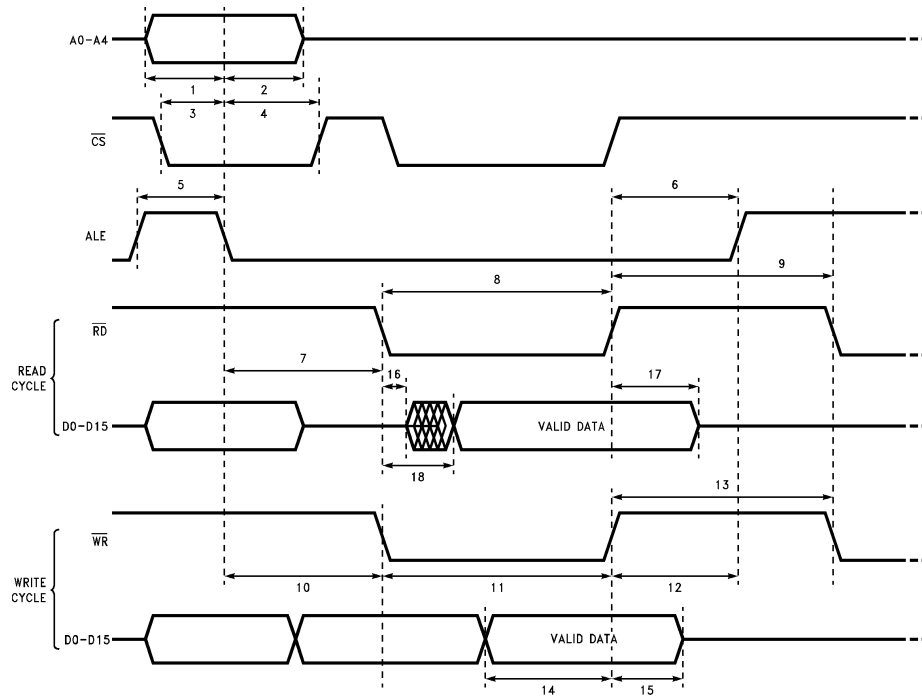 A0-A4
1 2
3 4
CS
5 6
ALE
9
8
RD
7
READ
CYCLE
16 17
D0-D15
VALID DATA
18
13
WR
10 11 12
WRITE
CYCLE
D0-D15
VALID DATA
14 15